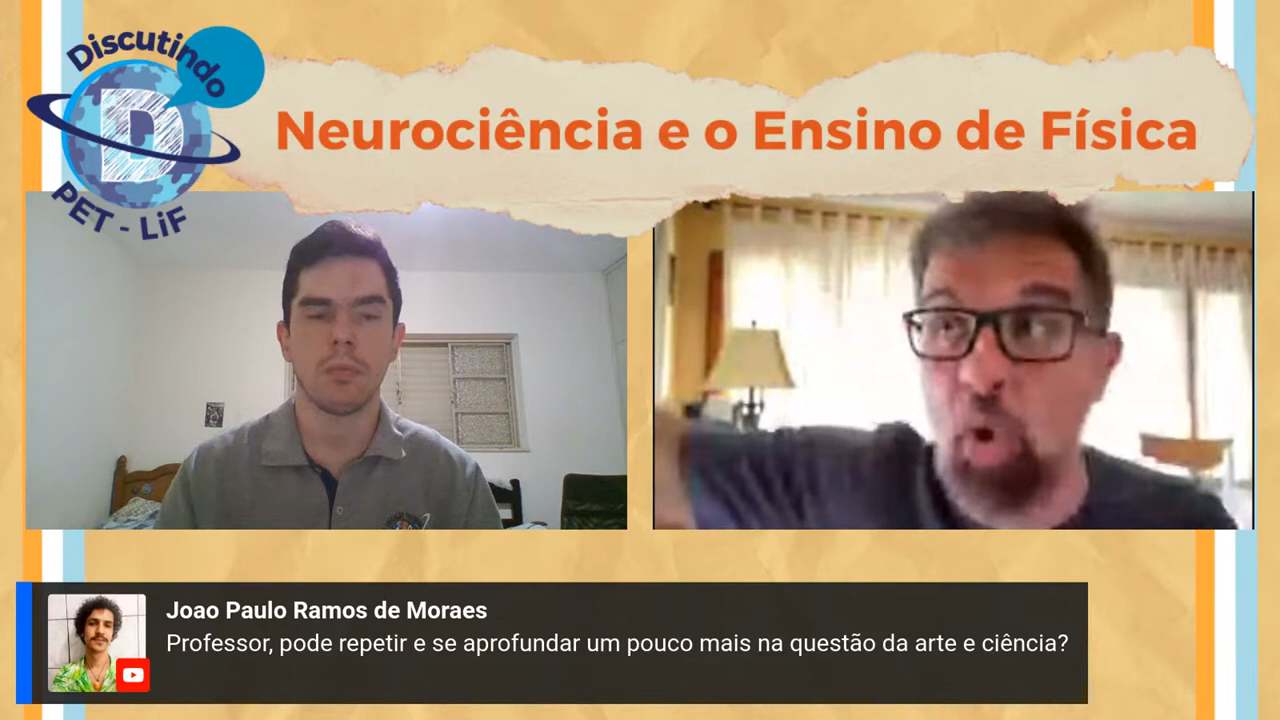 Discutindo
D
PET - LiF
Neurociência e o Ensino de Física
Joao Paulo Ramos de Moraes
Professor, pode repetir e se aprofundar um pouco mais na questão da arte e ciência?